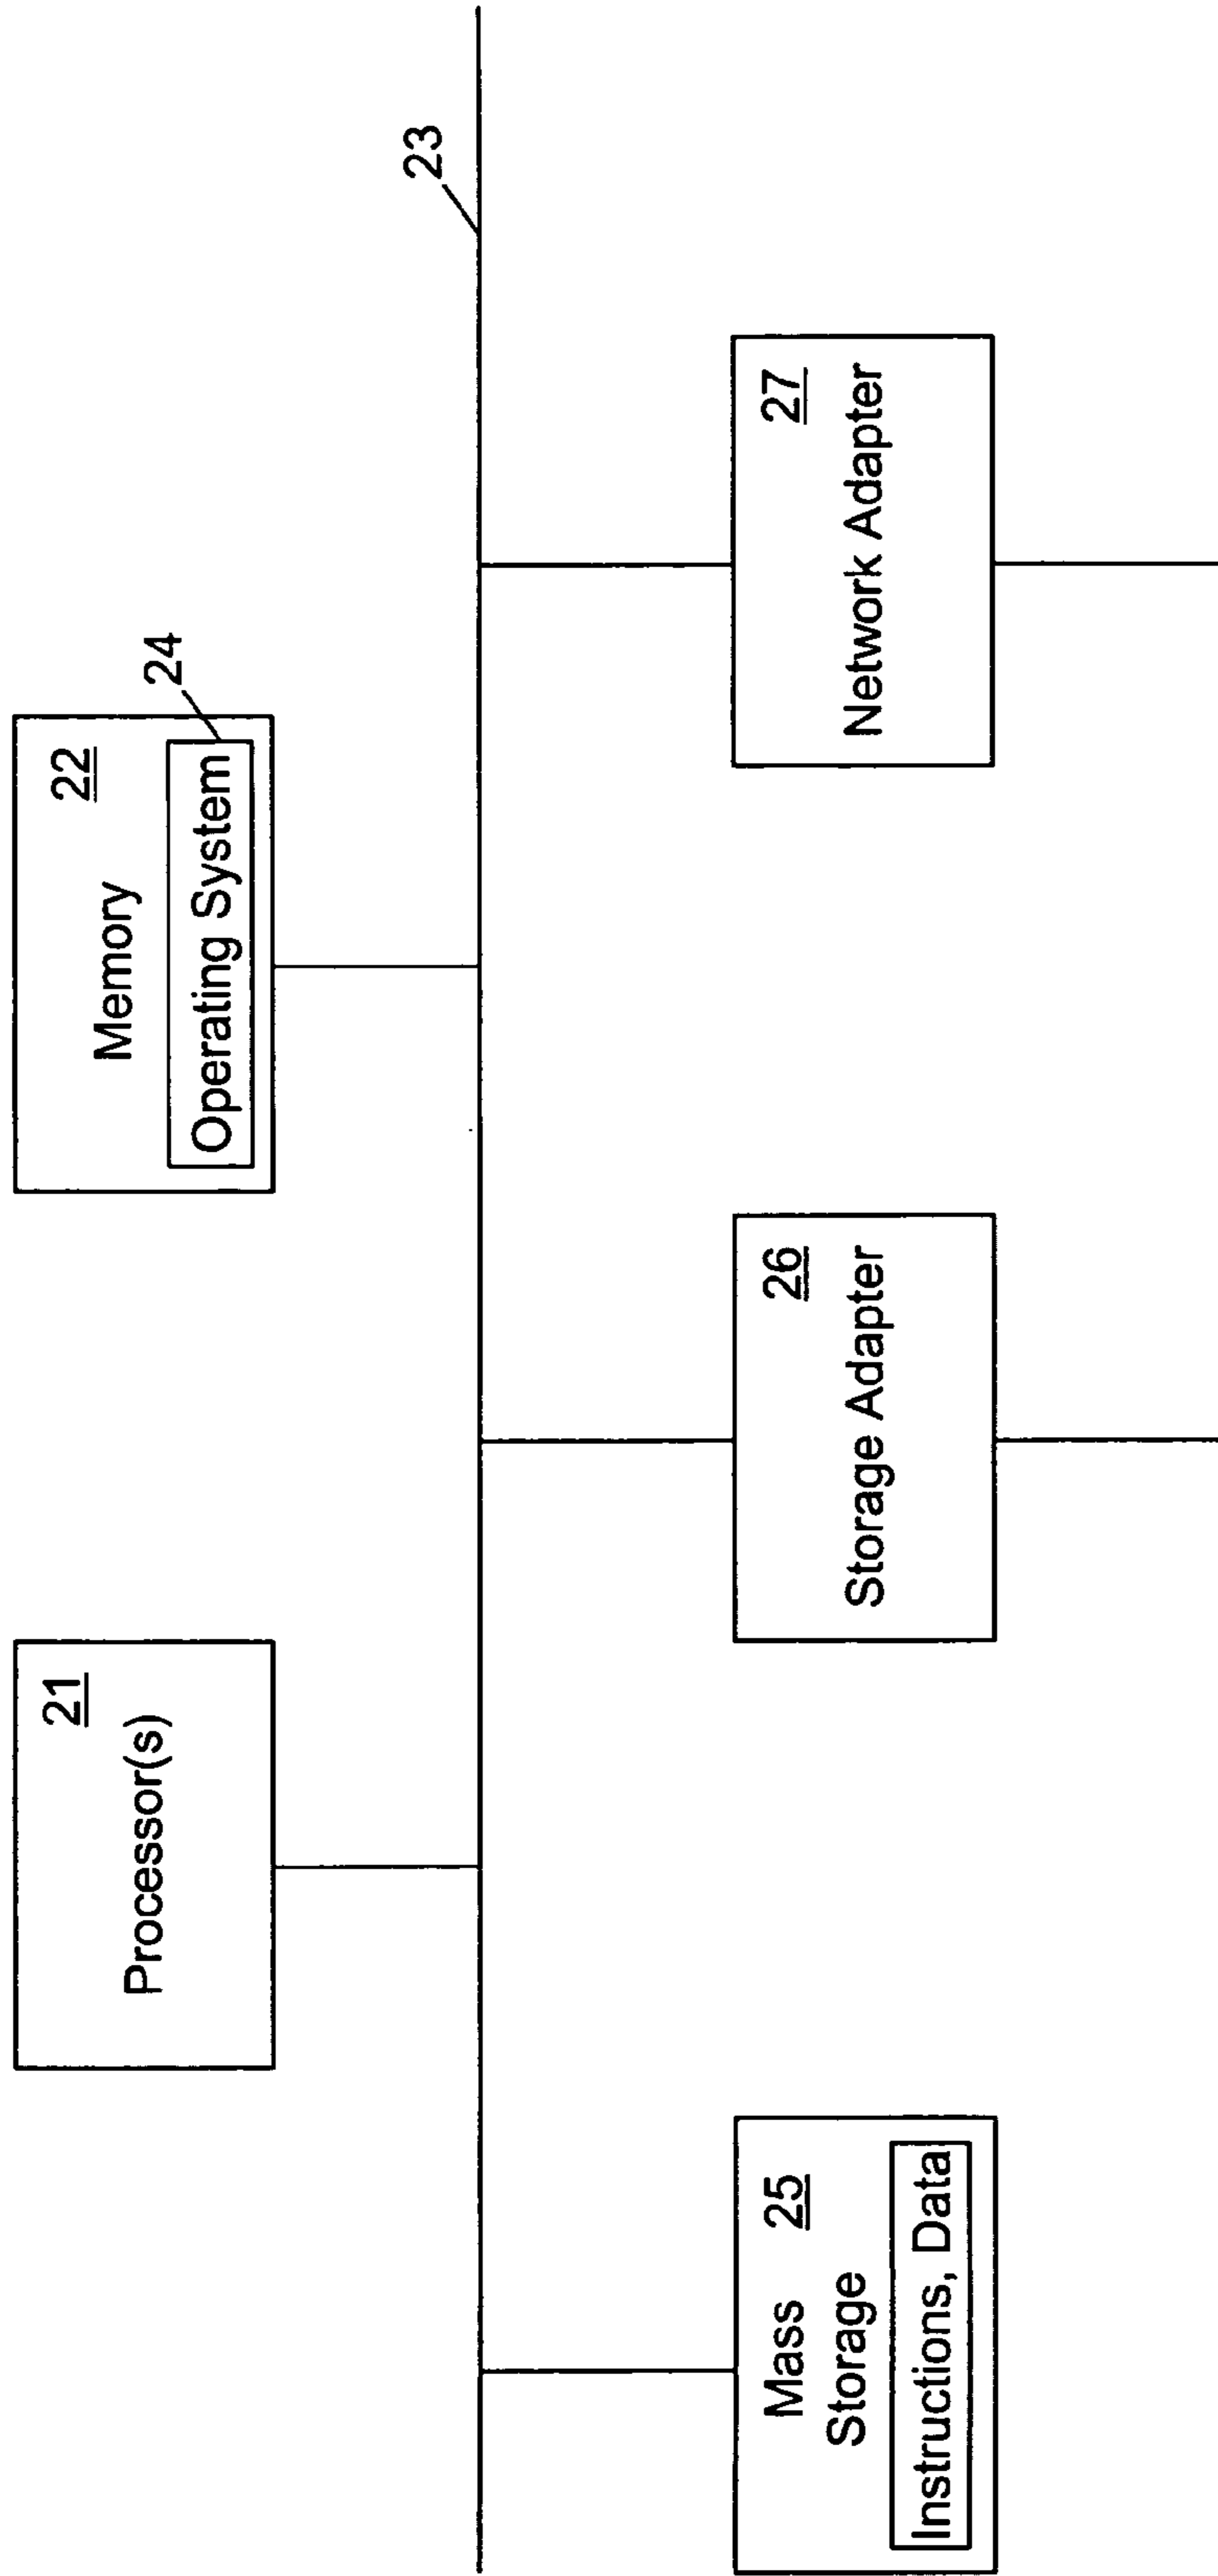 21
Processor(s)
22
Memory
Operating System
24
23
Mass 25
Storage
Instructions, Data
26
Storage Adapter
27
Network Adapter